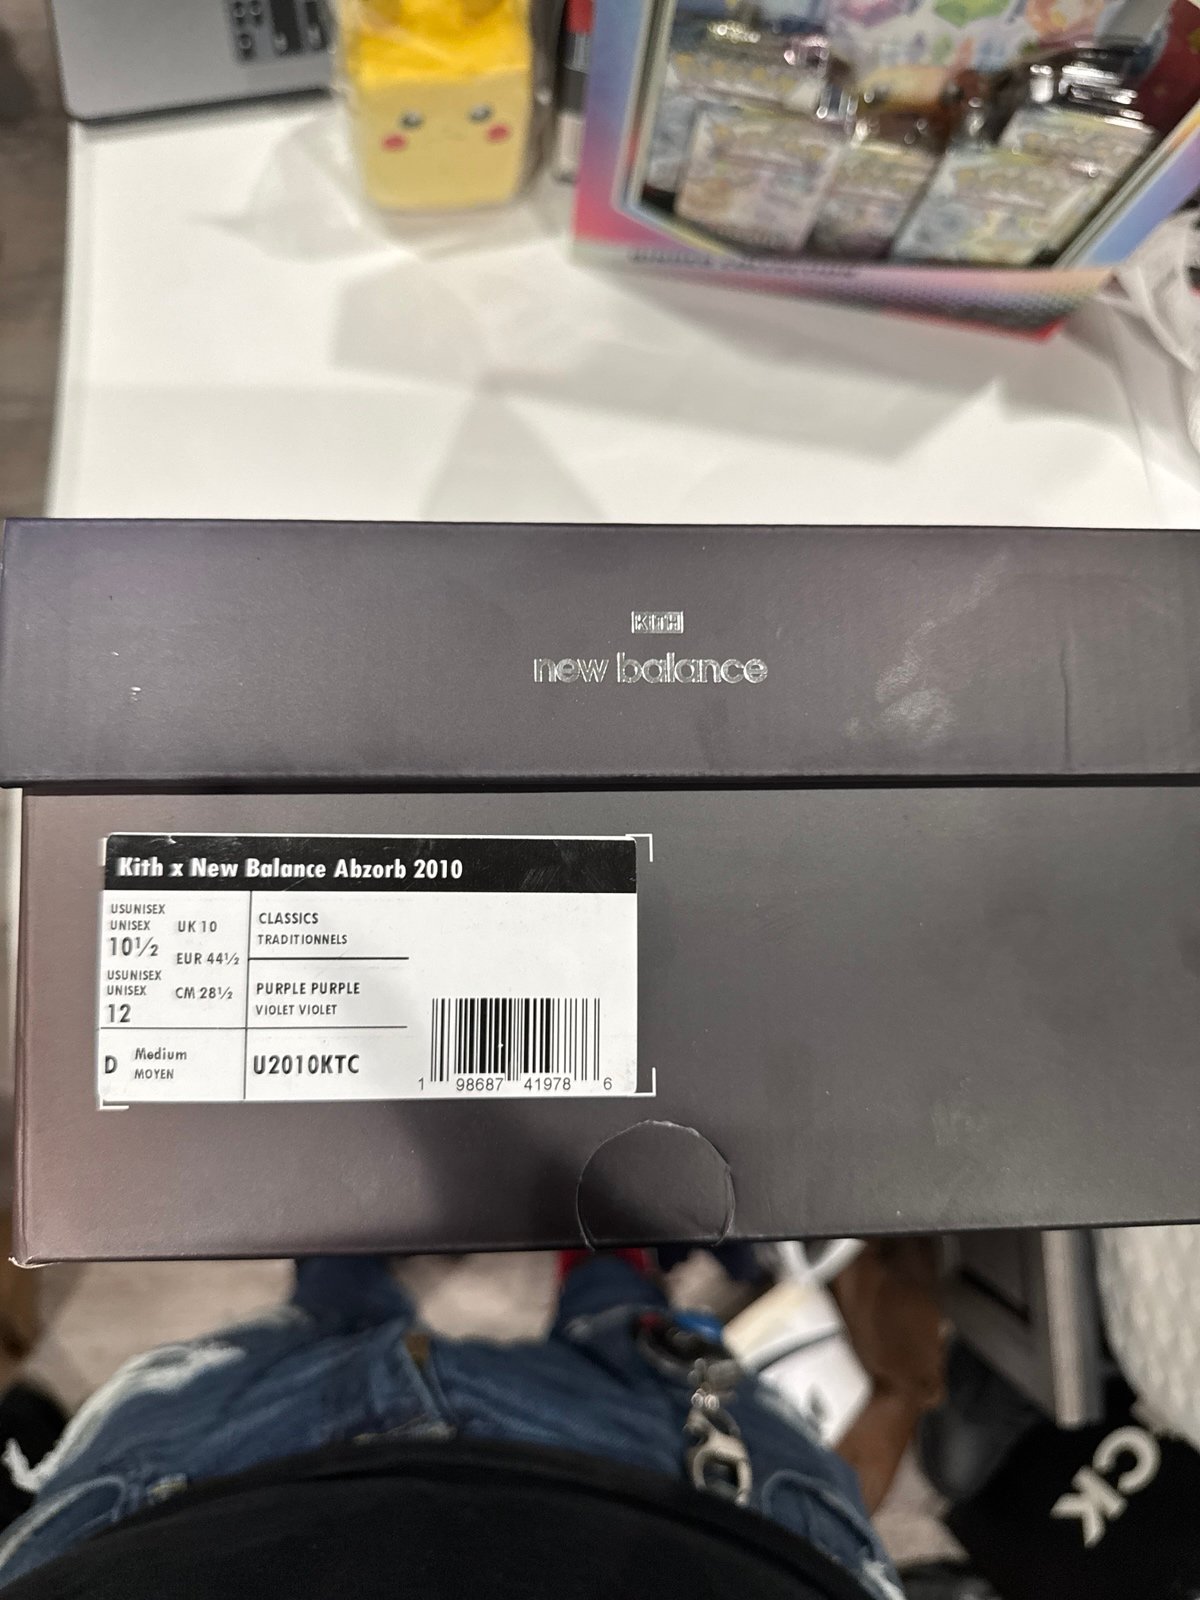 KITH
new balance
Kith x New Balance Abzorb 2010
USUNISEX
UNISEX
10½
UK 10
EUR 44½
USUNISEX
UNISEX
12
CM 28½
CLASSICS
TRADITIONNELS
PURPLE PURPLE
VIOLET VIOLET
D
Medium
MOYEN
U2010KTC
1 98687 41978 6
CK